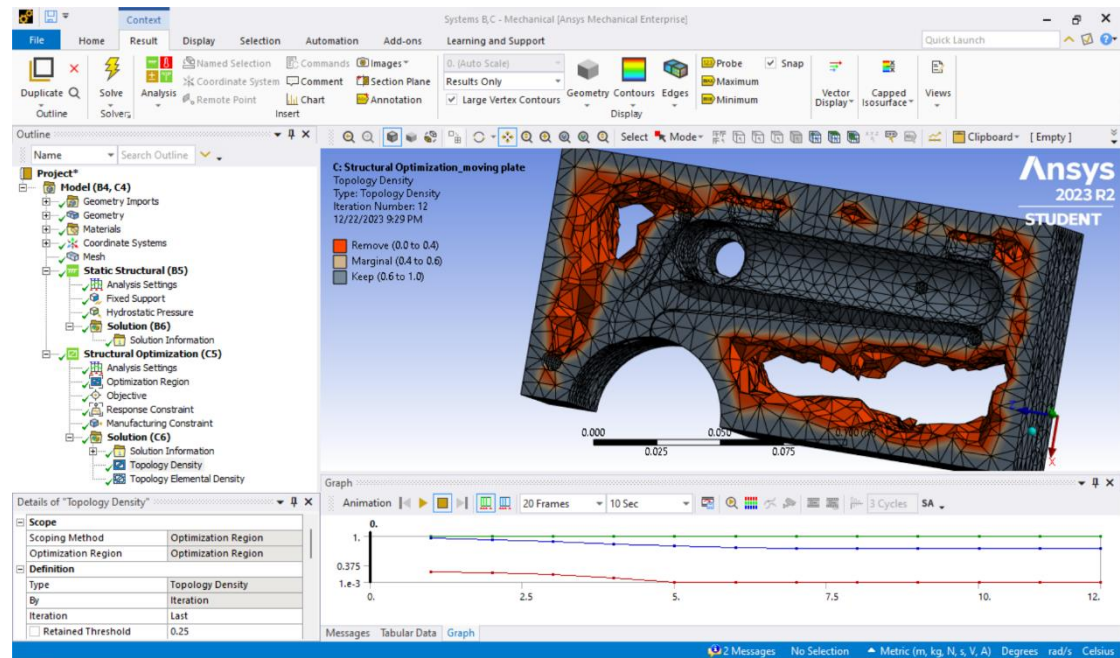 Context
Systems B,C - Mechanical [Ansys Mechanical Enterprise]
File Home Result Display Selection Automation Add-ons Learning and Support Quick Launch
Duplicate Q Solve Analysis Named Selection Commands Images 0. (Auto Scale) Probe Snap
Coordinate System Comment Section Plane Results Only Geometry Contours Edges Maximum Vector Display Capped Isosurface Views
Remote Point Chart Annotation Large Vertex Contours Minimum
Outline Solver Insert Display
Outline
Select Mode Clipboard [Empty]
Name Search Outline
Project*
Model (B4, C4)
Geometry Imports
Geometry
Materials
Coordinate Systems
Mesh
Static Structural (B5)
Analysis Settings
Fixed Support
Hydrostatic Pressure
Solution (B6)
Solution Information
Structural Optimization (C5)
Analysis Settings
Optimization Region
Objective
Response Constraint
Manufacturing Constraint
Solution (C6)
Solution Information
Topology Density
Topology Elemental Density
C: Structural Optimization_moving plate
Topology Density
Type: Topology Density
Iteration Number: 12
12/22/2023 9:29 PM
Remove (0.0 to 0.4)
Marginal (0.4 to 0.6)
Keep (0.6 to 1.0)
Ansys
2023 R2
STUDENT
0.000 0.050
0.025 0.075
X
Details of "Topology Density"
Scope
Scoping Method Optimization Region
Optimization Region Optimization Region
Definition
Type Topology Density
By Iteration
Iteration Last
Retained Threshold 0.25
Graph
Animation 20 Frames 10 Sec 3 Cycles SA
0.
1.
0.375
1.e-3
0. 2.5 5. 7.5 10. 12.
Messages Tabular Data Graph
2 Messages No Selection Metric (m, kg, N, s, V, A) Degrees rad/s Celsius